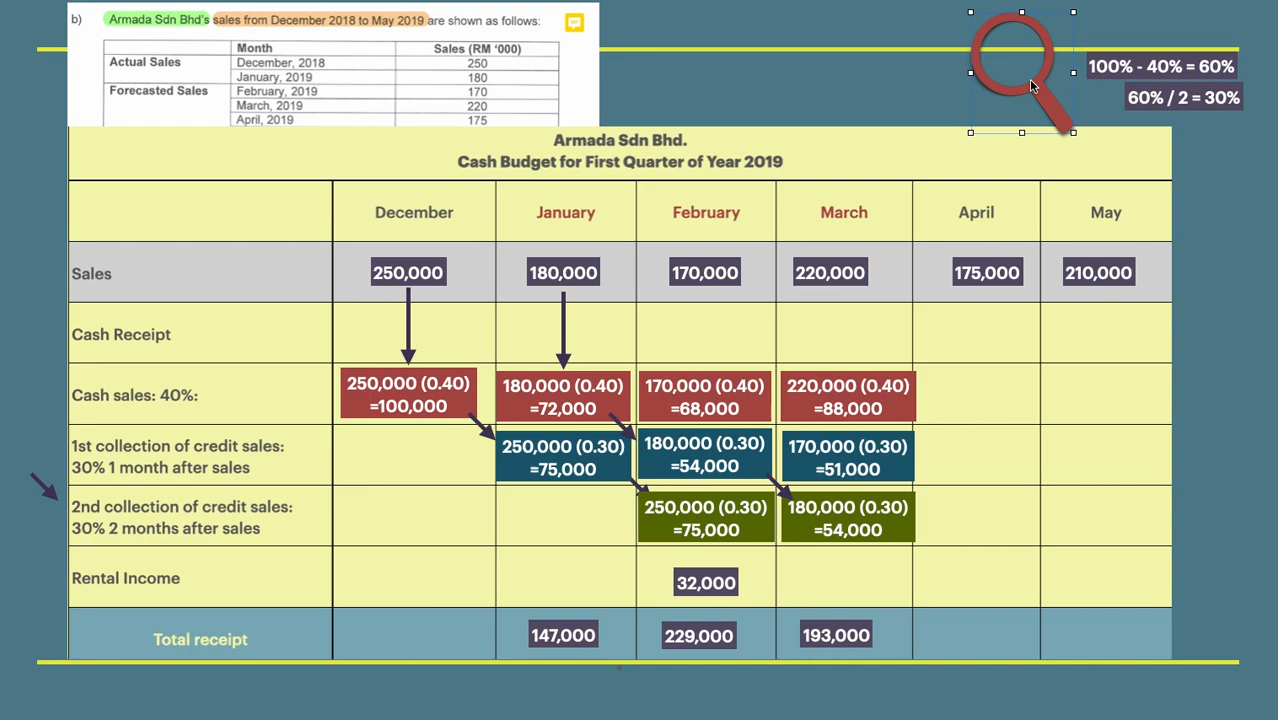 b) Armada Sdn Bhd's sales from December 2018 to May 2019 are shown as follows:
Month Sales (RM '000)
Actual Sales December, 2018 250
January, 2019 180
Forecasted Sales February, 2019 170
March, 2019 220
April, 2019 175
100% - 40% = 60%
60% / 2 = 30%
Armada Sdn Bhd.
Cash Budget for First Quarter of Year 2019
December January February March April May
Sales 250,000 180,000 170,000 220,000 175,000 210,000
Cash Receipt
Cash sales: 40%:
250,000 (0.40)
=100,000
180,000 (0.40)
=72,000
170,000 (0.40)
=68,000
220,000 (0.40)
=88,000
1st collection of credit sales:
30% 1 month after sales
250,000 (0.30)
=75,000
180,000 (0.30)
=54,000
170,000 (0.30)
=51,000
2nd collection of credit sales:
30% 2 months after sales
250,000 (0.30)
=75,000
180,000 (0.30)
=54,000
Rental Income 32,000
Total receipt 147,000 229,000 193,000